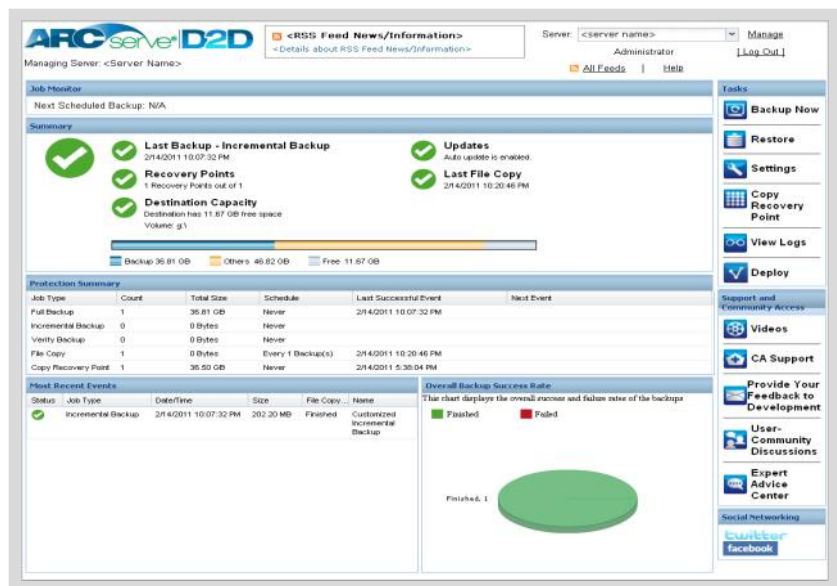 ARCserve® D2D
<RSS Feed News/Information>
<Details about RSS Feed News/Information>
Server: <server name> Manage
Administrator [Log Out]
All Feeds | Help
Managing Server: <Server Name>
Job Monitor
Next Scheduled Backup: N/A
Summary
Last Backup - Incremental Backup
2/14/2011 10:07:32 PM
Recovery Points
1 Recovery Points out of 1
Destination Capacity
Destination has 11.67 GB free space
Volume: g:\
Updates
Auto update is enabled.
Last File Copy
2/14/2011 10:20:46 PM
Backup 36.81 GB Others 46.82 GB Free 11.67 GB
Protection Summary
Job Type Count Total Size Schedule Last Successful Event Next Event
Full Backup 1 36.81 GB Never 2/14/2011 10:07:32 PM
Incremental Backup 0 0 Bytes Never
Verify Backup 0 0 Bytes Never
File Copy 1 0 Bytes Every 1 Backup(s) 2/14/2011 10:20:46 PM
Copy Recovery Point 1 36.50 GB Never 2/14/2011 5:38:04 PM
Most Recent Events
Status Job Type Date/Time Size File Copy... Name
Incremental Backup 2/14/2011 10:07:32 PM 202.20 MB Finished Customized
Incremental
Backup
Overall Backup Success Rate
This chart displays the overall success and failure rates of the backups
Finished Failed
Finished, 1
Tasks
Backup Now
Restore
Settings
Copy
Recovery
Point
View Logs
Deploy
Support and
Community Access
Videos
CA Support
Provide Your
Feedback to
Development
User-
Community
Discussions
Expert
Advice
Center
Social Networking
twitter
facebook